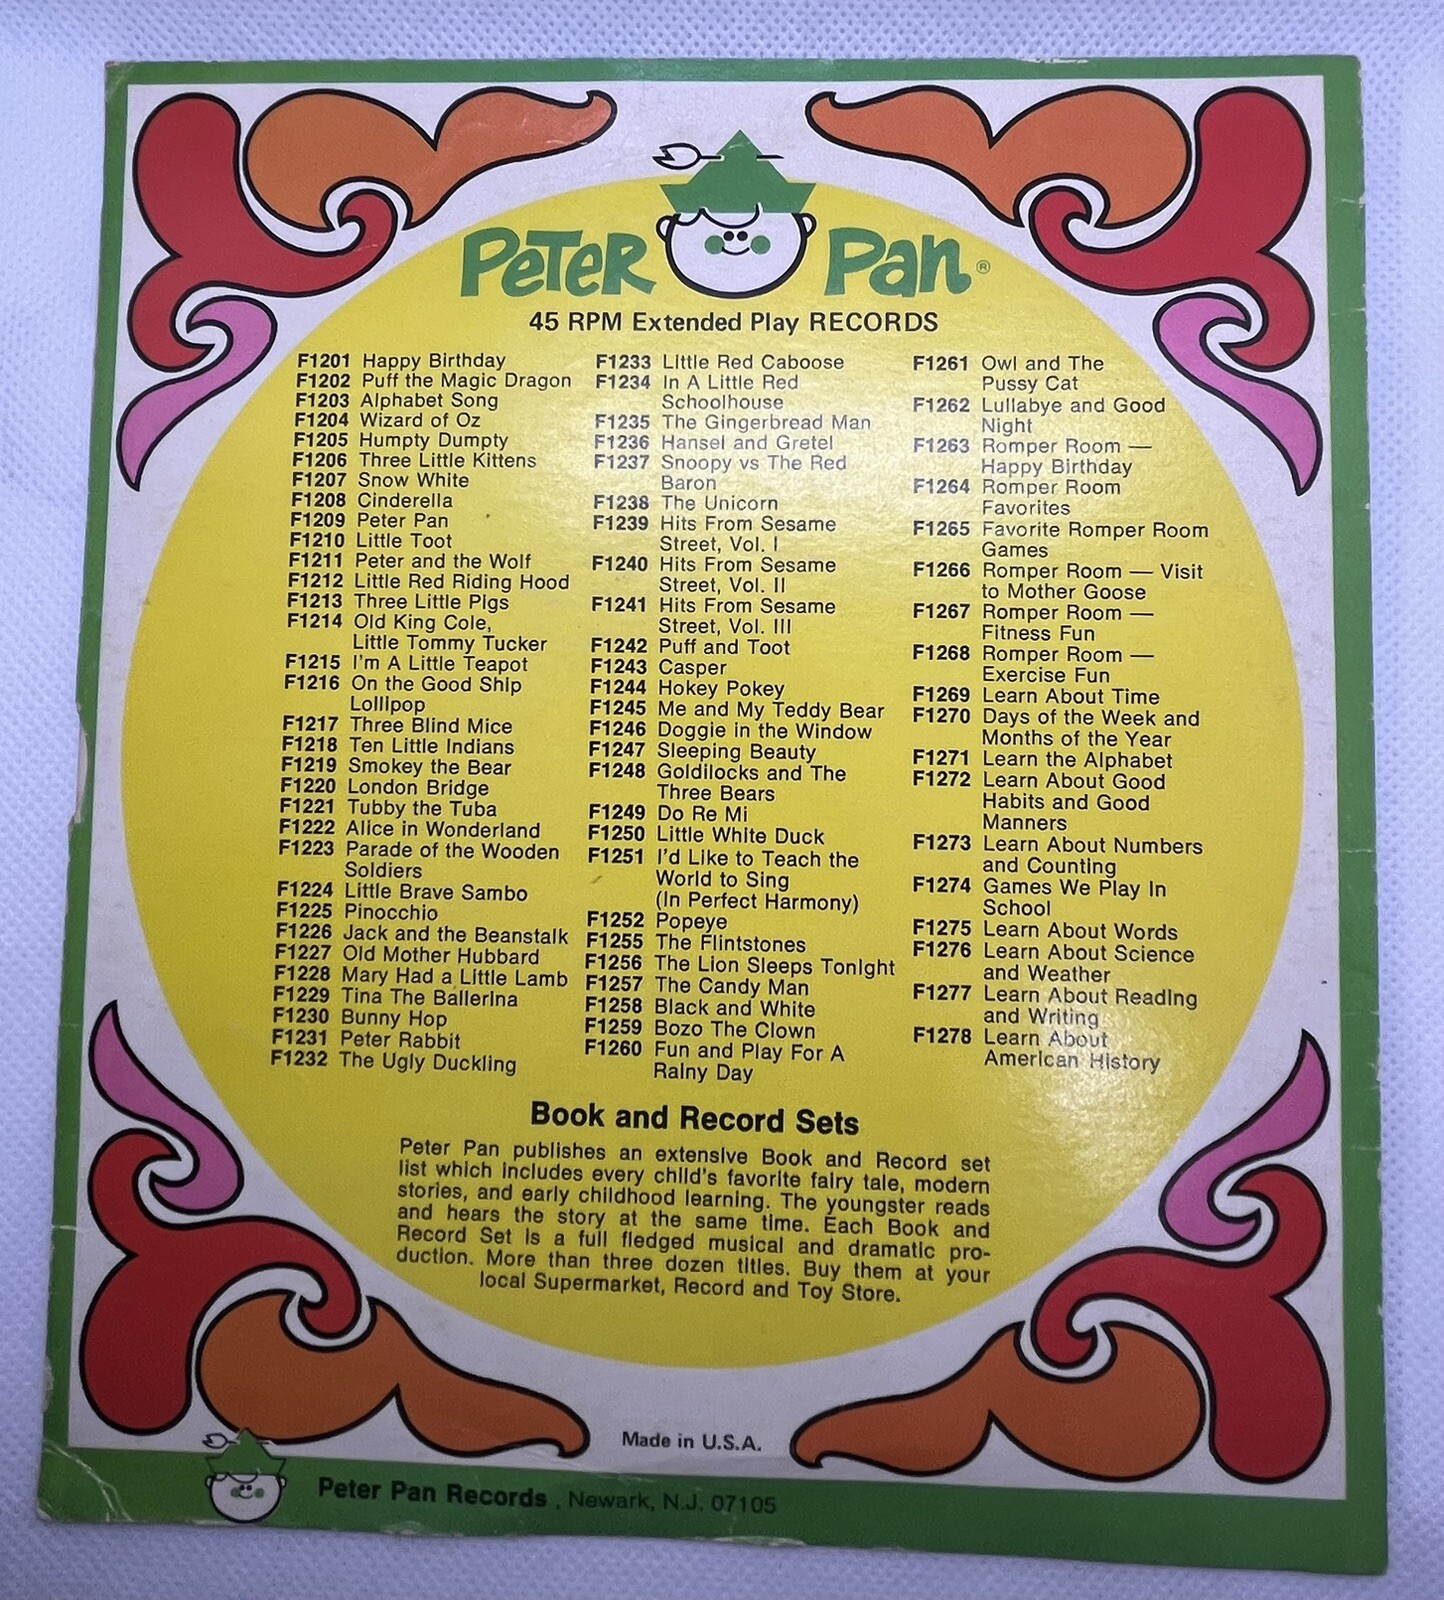 Peter Pan®
45 RPM Extended Play RECORDS
F1201 Happy Birthday
F1202 Puff the Magic Dragon
F1203 Alphabet Song
F1204 Wizard of Oz
F1205 Humpty Dumpty
F1206 Three Little Kittens
F1207 Snow White
F1208 Cinderella
F1209 Peter Pan
F1210 Little Toot
F1211 Peter and the Wolf
F1212 Little Red Riding Hood
F1213 Three Little Pigs
F1214 Old King Cole,
Little Tommy Tucker
F1215 I'm A Little Teapot
F1216 On the Good Ship
Lollipop
F1217 Three Blind Mice
F1218 Ten Little Indians
F1219 Smokey the Bear
F1220 London Bridge
F1221 Tubby the Tuba
F1222 Alice in Wonderland
F1223 Parade of the Wooden
Soldiers
F1224 Little Brave Sambo
F1225 Pinocchio
F1226 Jack and the Beanstalk
F1227 Old Mother Hubbard
F1228 Mary Had a Little Lamb
F1229 Tina The Ballerina
F1230 Bunny Hop
F1231 Peter Rabbit
F1232 The Ugly Duckling
F1233 Little Red Caboose
F1234 In A Little Red
Schoolhouse
F1235 The Gingerbread Man
F1236 Hansel and Gretel
F1237 Snoopy vs The Red
Baron
F1238 The Unicorn
F1239 Hits From Sesame
Street, Vol. I
F1240 Hits From Sesame
Street, Vol. II
F1241 Hits From Sesame
Street, Vol. III
F1242 Puff and Toot
F1243 Casper
F1244 Hokey Pokey
F1245 Me and My Teddy Bear
F1246 Doggie in the Window
F1247 Sleeping Beauty
F1248 Goldilocks and The
Three Bears
F1249 Do Re Mi
F1250 Little White Duck
F1251 I'd Like to Teach the
World to Sing
(In Perfect Harmony)
F1252 Popeye
F1255 The Flintstones
F1256 The Lion Sleeps Tonight
F1257 The Candy Man
F1258 Black and White
F1259 Bozo The Clown
F1260 Fun and Play For A
Rainy Day
F1261 Owl and The
Pussy Cat
F1262 Lullabye and Good
Night
F1263 Romper Room —
Happy Birthday
F1264 Romper Room
Favorites
F1265 Favorite Romper Room
Games
F1266 Romper Room — Visit
to Mother Goose
F1267 Romper Room —
Fitness Fun
F1268 Romper Room —
Exercise Fun
F1269 Learn About Time
F1270 Days of the Week and
Months of the Year
F1271 Learn the Alphabet
F1272 Learn About Good
Habits and Good
Manners
F1273 Learn About Numbers
and Counting
F1274 Games We Play In
School
F1275 Learn About Words
F1276 Learn About Science
and Weather
F1277 Learn About Reading
and Writing
F1278 Learn About
American History
Book and Record Sets
Peter Pan publishes an extensive Book and Record set
list which includes every child's favorite fairy tale, modern
stories, and early childhood learning. The youngster reads
and hears the story at the same time. Each Book and
Record Set is a full fledged musical and dramatic pro-
duction. More than three dozen titles. Buy them at your
local Supermarket, Record and Toy Store.
Made in U.S.A.
Peter Pan Records , Newark, N.J. 07105